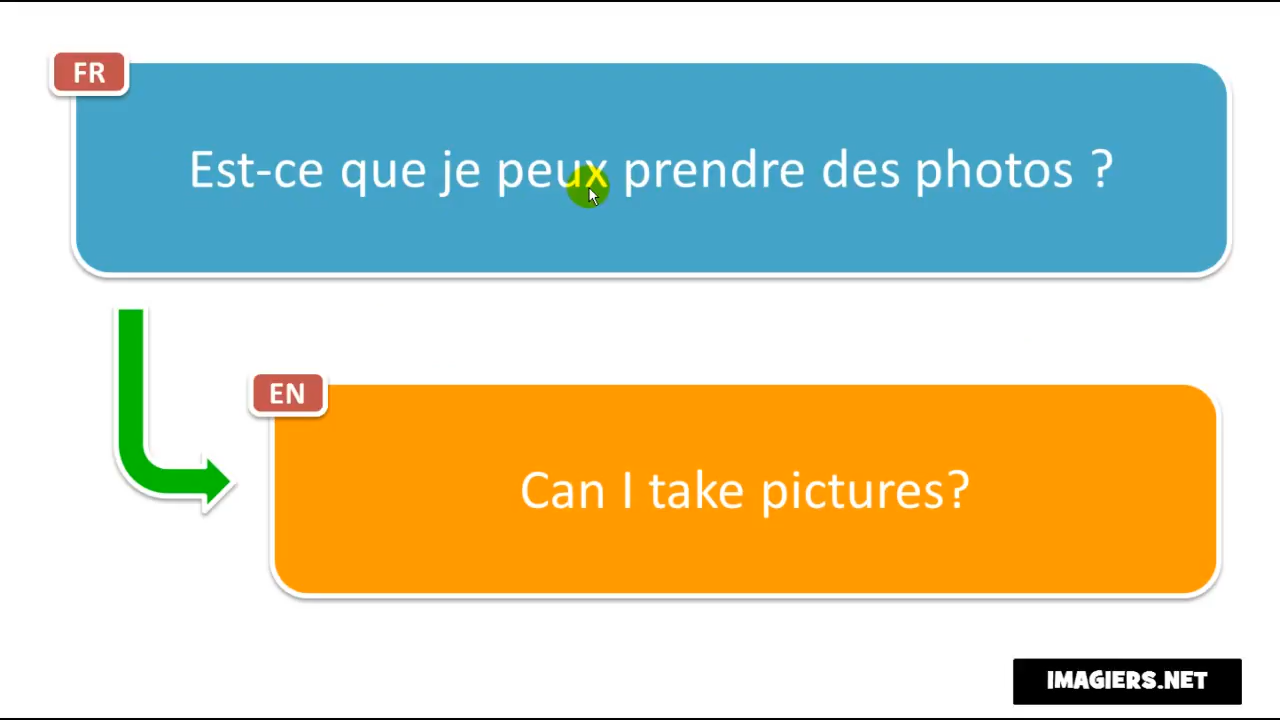 FR
Est-ce que je peux prendre des photos ?
EN
Can I take pictures?
IMAGIERS.NET